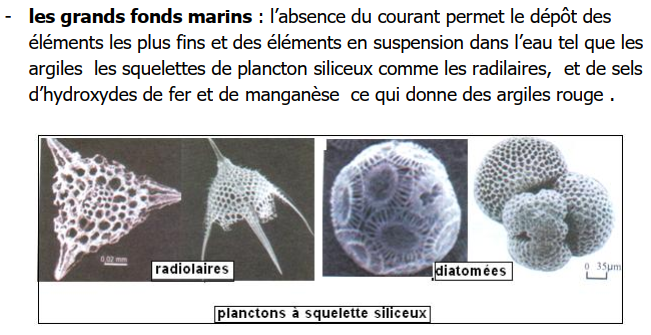 - les grands fonds marins : l'absence du courant permet le dépôt des
éléments les plus fins et des éléments en suspension dans l'eau tel que les
argiles les squelettes de plancton siliceux comme les radilaires, et de sels
d'hydroxydes de fer et de manganèse ce qui donne des argiles rouge .
0,02 mm
radiolaires
diatomées
0 35µm
planctons à squelette siliceux